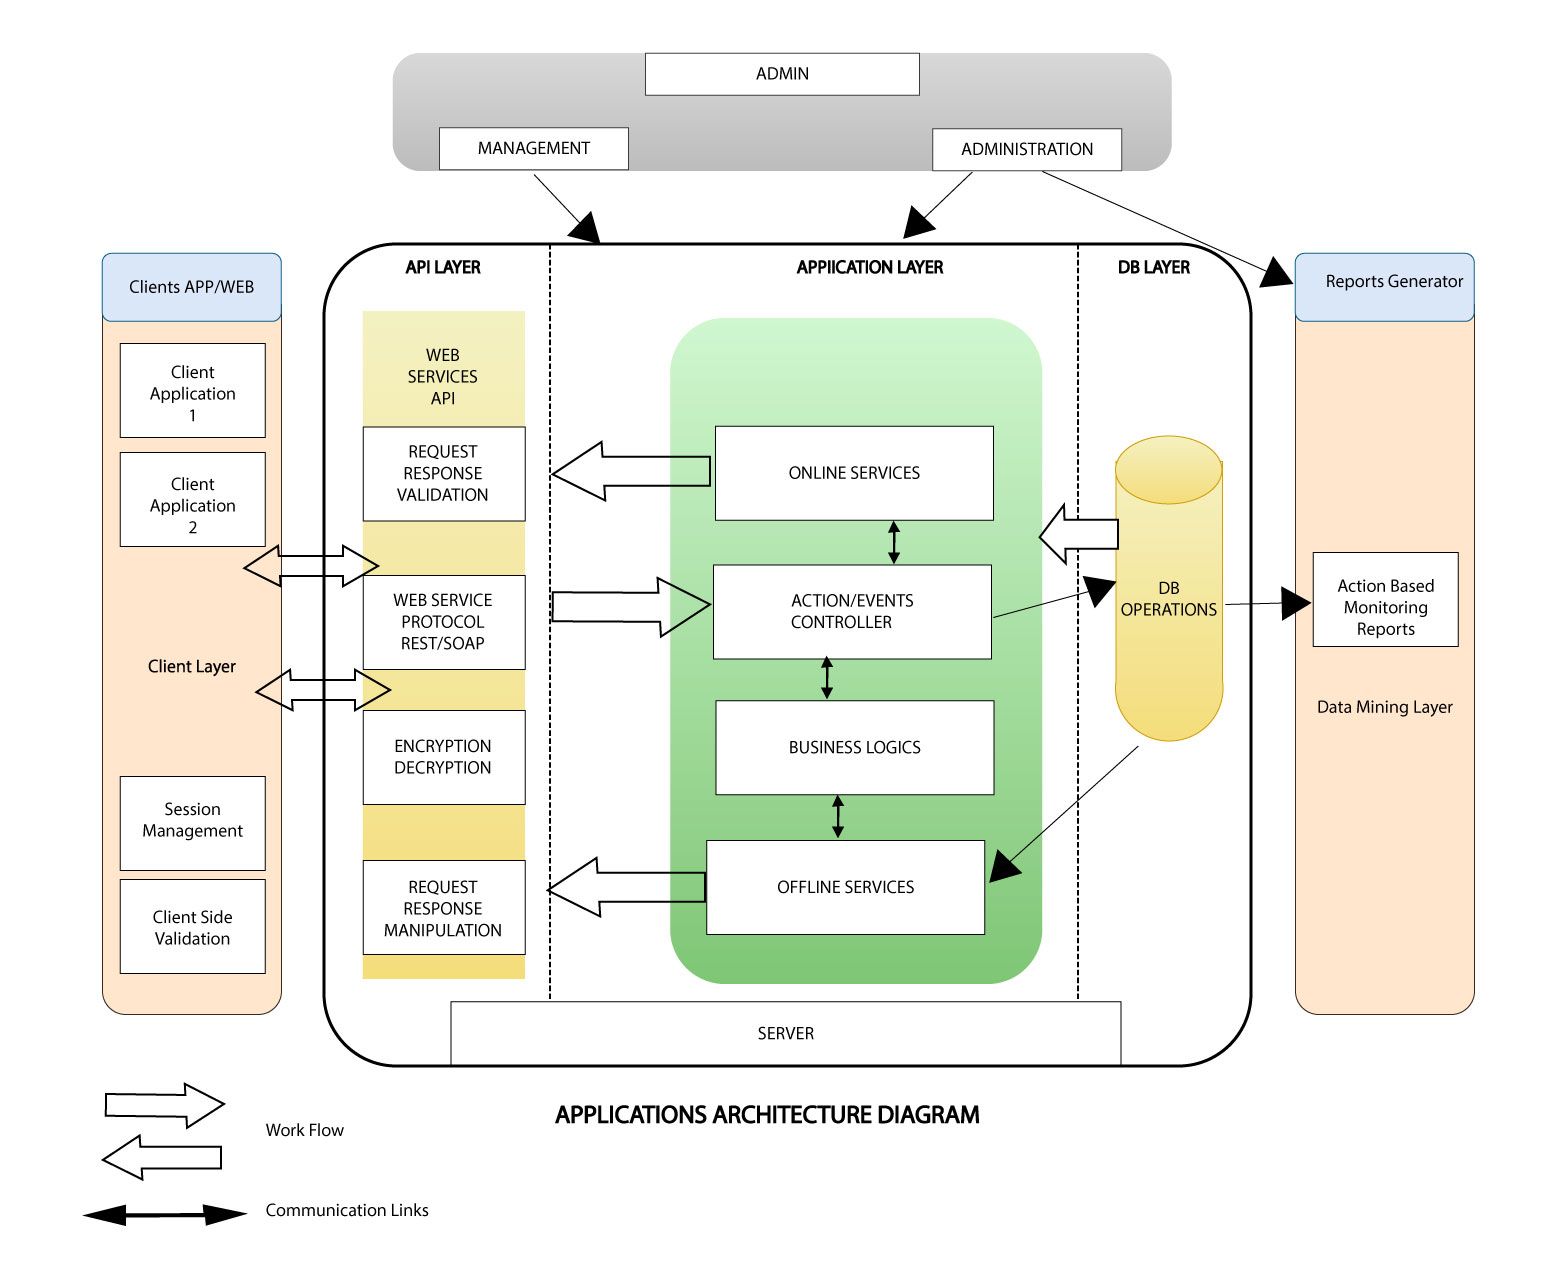 ADMIN
MANAGEMENT
ADMINISTRATION
Clients APP/WEB
Client
Application
1
Client
Application
2
Client Layer
Session
Management
Client Side
Validation
API LAYER
WEB
SERVICES
API
REQUEST
RESPONSE
VALIDATION
WEB SERVICE
PROTOCOL
REST/SOAP
ENCRYPTION
DECRYPTION
REQUEST
RESPONSE
MANIPULATION
APPIICATION LAYER
ONLINE SERVICES
ACTION/EVENTS
CONTROLLER
BUSINESS LOGICS
OFFLINE SERVICES
DB LAYER
DB
OPERATIONS
SERVER
Reports Generator
Action Based
Monitoring
Reports
Data Mining Layer
APPLICATIONS ARCHITECTURE DIAGRAM
Work Flow
Communication Links